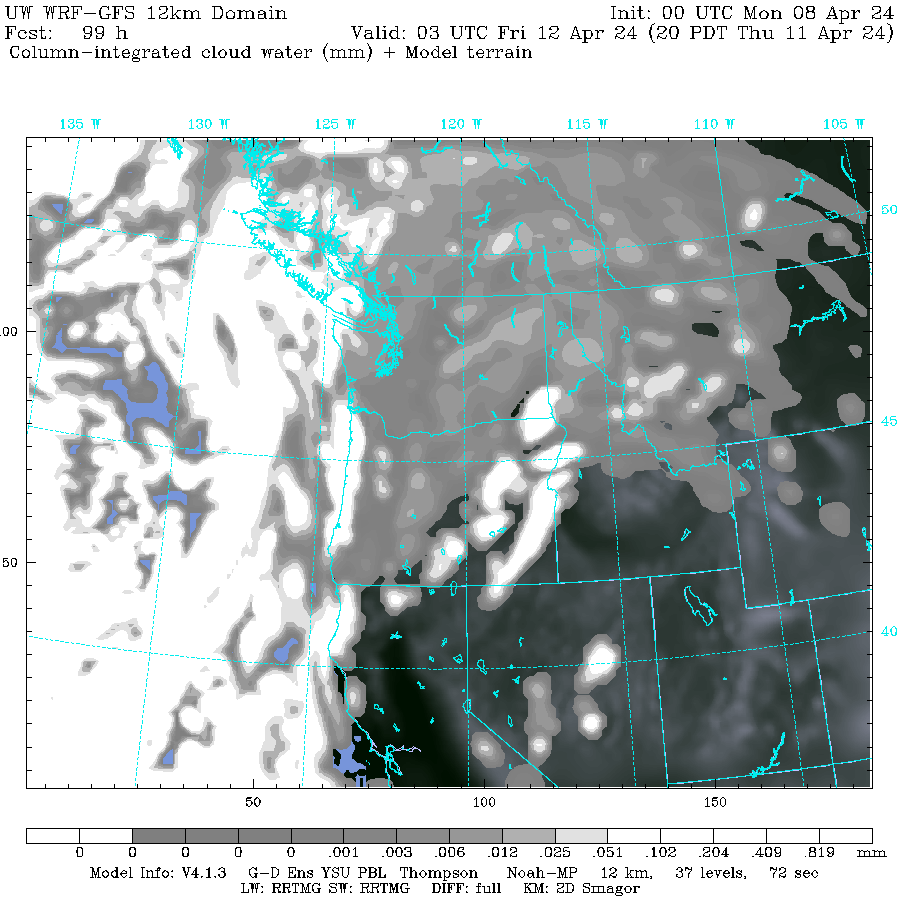 UW WRF-GFS 12km Domain Init: 00 UTC Mon 08 Apr 24
Fcst: 99 h Valid: 03 UTC Fri 12 Apr 24 (20 PDT Thu 11 Apr 24)
Column-integrated cloud water (mm) + Model terrain
135 W 130 W 125 W 120 W 115 W 110 W 105 W
50
00
45
50
40
50 100 150
0 0 0 0 .001 .003 .006 .012 .025 .051 .102 .204 .409 .819 mm
Model Info: V4.1.3 G-D Ens YSU PBL Thompson Noah-MP 12 km, 37 levels, 72 sec
LW: RRTMG SW: RRTMG DIFF: full KM: 2D Smagor